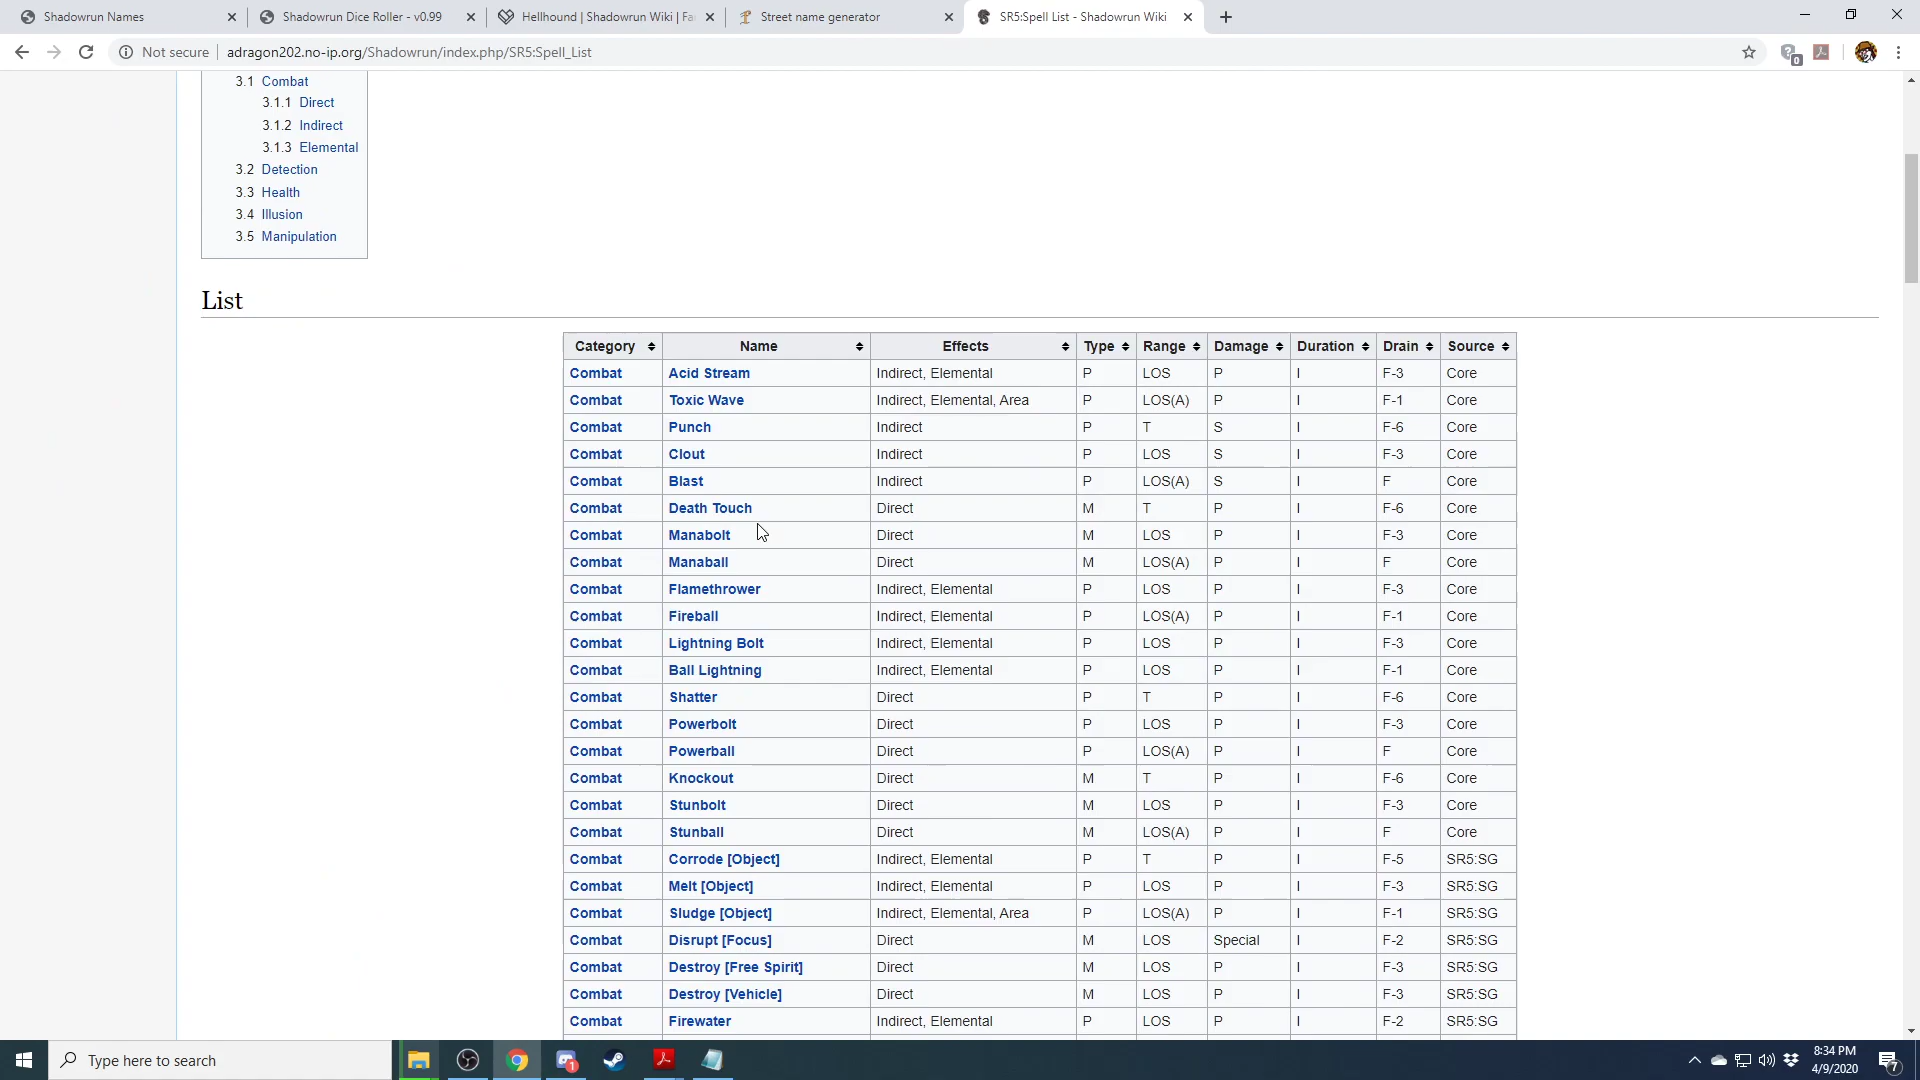 Shadowrun Names
Shadowrun Dice Roller - v0.99
Hellhound | Shadowrun Wiki | Fa
Street name generator
SR5:Spell List - Shadowrun Wiki
Not secure
adragon202.no-ip.org/Shadowrun/index.php/SR5:Spell_List
0
3.1 Combat
3.1.1 Direct
3.1.2 Indirect
3.1.3 Elemental
3.2 Detection
3.3 Health
3.4 Illusion
3.5 Manipulation
List
Category Name Effects Type Range Damage Duration Drain Source
Combat Acid Stream Indirect, Elemental P LOS P I F-3 Core
Combat Toxic Wave Indirect, Elemental, Area P LOS(A) P I F-1 Core
Combat Punch Indirect P T S I F-6 Core
Combat Clout Indirect P LOS S I F-3 Core
Combat Blast Indirect P LOS(A) S I F Core
Combat Death Touch Direct M T P I F-6 Core
Combat Manabolt Direct M LOS P I F-3 Core
Combat Manaball Direct M LOS(A) P I F Core
Combat Flamethrower Indirect, Elemental P LOS P I F-3 Core
Combat Fireball Indirect, Elemental P LOS(A) P I F-1 Core
Combat Lightning Bolt Indirect, Elemental P LOS P I F-3 Core
Combat Ball Lightning Indirect, Elemental P LOS P I F-1 Core
Combat Shatter Direct P T P I F-6 Core
Combat Powerbolt Direct P LOS P I F-3 Core
Combat Powerball Direct P LOS(A) P I F Core
Combat Knockout Direct M T P I F-6 Core
Combat Stunbolt Direct M LOS P I F-3 Core
Combat Stunball Direct M LOS(A) P I F Core
Combat Corrode [Object] Indirect, Elemental P T P I F-5 SR5:SG
Combat Melt [Object] Indirect, Elemental P LOS P I F-3 SR5:SG
Combat Sludge [Object] Indirect, Elemental, Area P LOS(A) P I F-1 SR5:SG
Combat Disrupt [Focus] Direct M LOS Special I F-2 SR5:SG
Combat Destroy [Free Spirit] Direct M LOS P I F-3 SR5:SG
Combat Destroy [Vehicle] Direct M LOS P I F-3 SR5:SG
Combat Firewater Indirect, Elemental P LOS P I F-2 SR5:SG
Type here to search
1
8:34 PM
4/9/2020
7